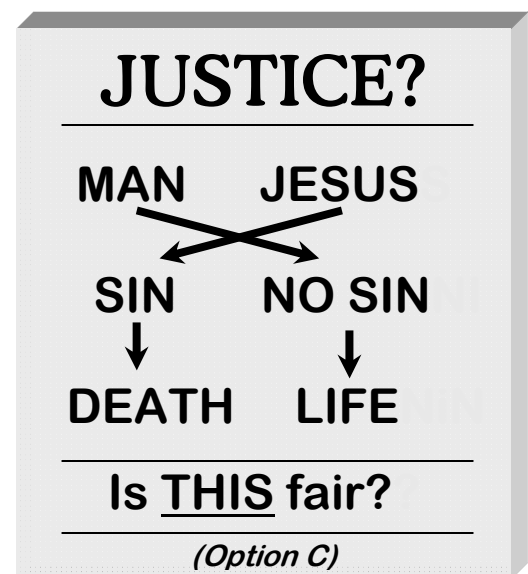 JUSTICE?
MAN JESUS
SIN NO SIN
DEATH LIFE
Is THIS fair?
(Option C)